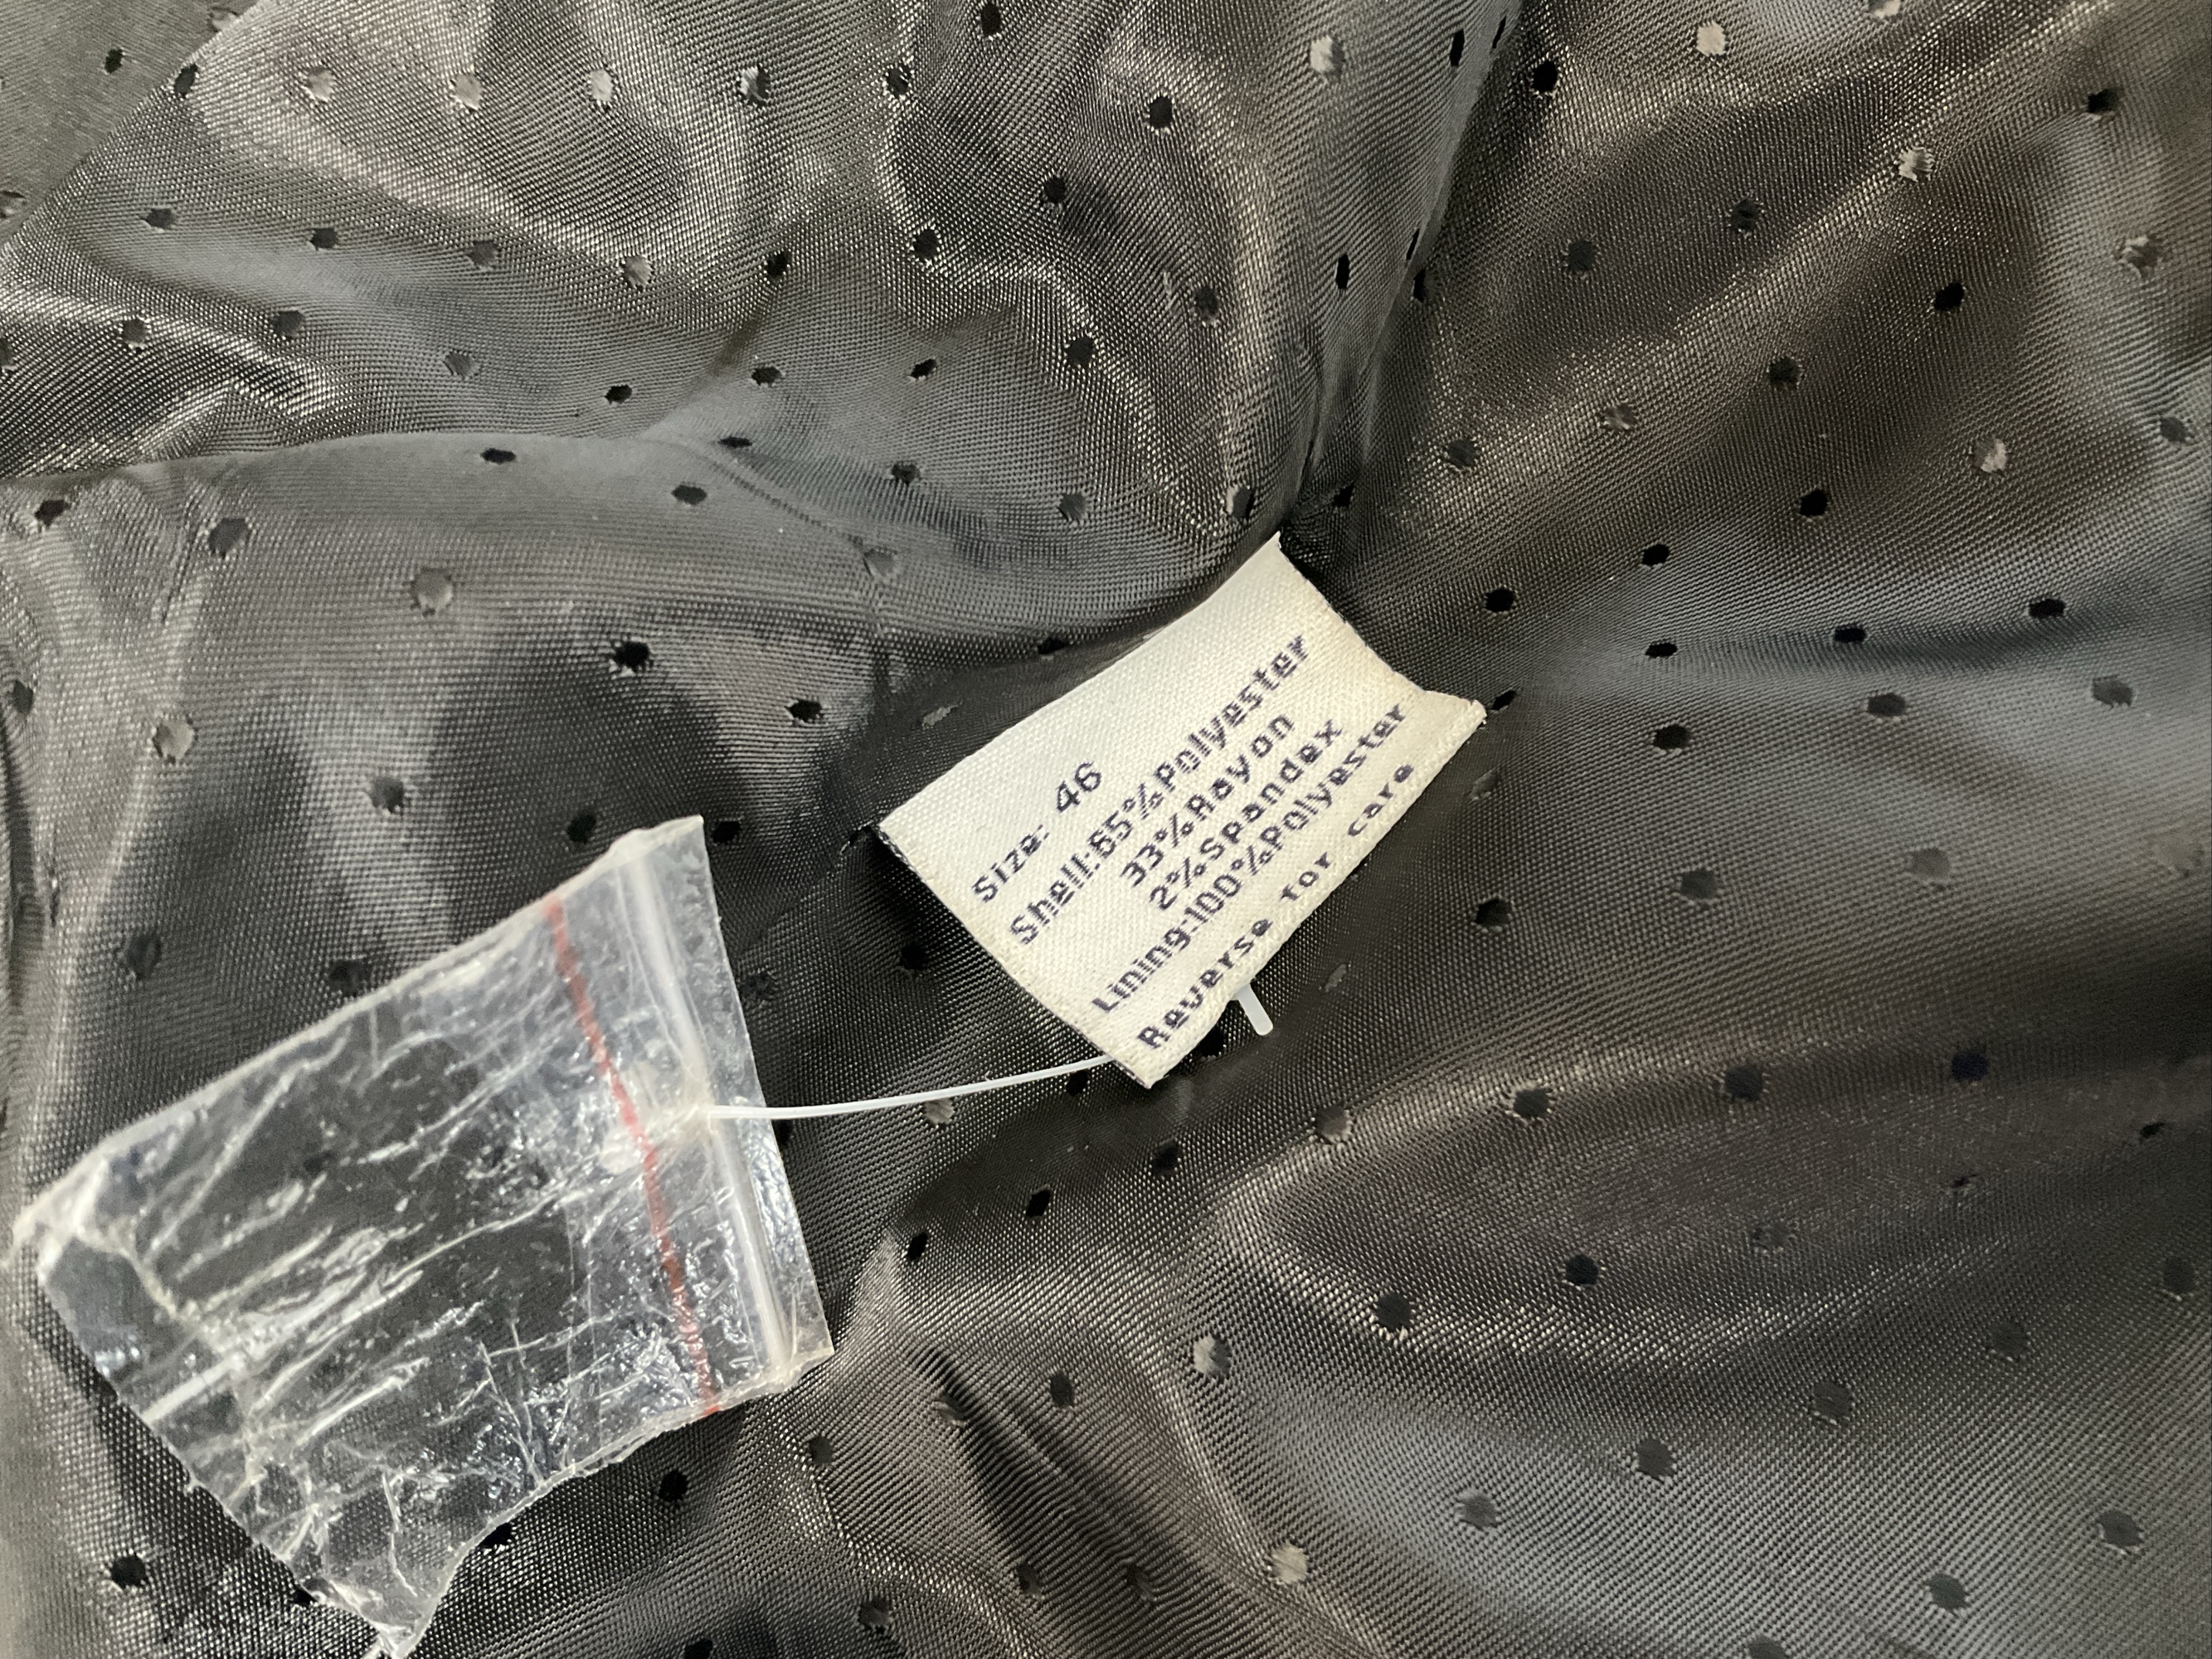 Size: 46
Shell:65%Polyester
33%Rayon
2%Spandex
Lining:100%Polyester
Reverse for care